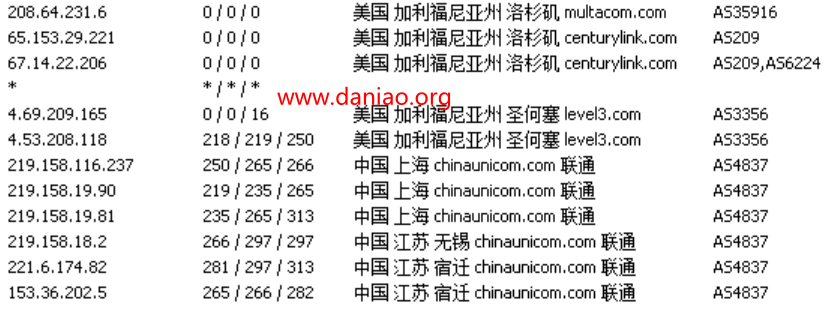 208.64.231.6 0 / 0 / 0 美国 加利福尼亚州 洛杉矶 multacom.com AS35916
65.153.29.221 0 / 0 / 0 美国 加利福尼亚州 洛杉矶 centurylink.com AS209
67.14.22.206 0 / 0 / 0 美国 加利福尼亚州 洛杉矶 centurylink.com AS209,AS6224
* * / * / *
www.daniao.org
4.69.209.165 0 / 0 / 16 美国 加利福尼亚州 圣何塞 level3.com AS3356
4.53.208.118 218 / 219 / 250 美国 加利福尼亚州 圣何塞 level3.com AS3356
219.158.116.237 250 / 265 / 266 中国 上海 chinaunicom.com 联通 AS4837
219.158.19.90 219 / 235 / 265 中国 上海 chinaunicom.com 联通 AS4837
219.158.19.81 235 / 265 / 313 中国 上海 chinaunicom.com 联通 AS4837
219.158.18.2 266 / 297 / 297 中国 江苏 无锡 chinaunicom.com 联通 AS4837
221.6.174.82 281 / 297 / 313 中国 江苏 宿迁 chinaunicom.com 联通 AS4837
153.36.202.5 265 / 266 / 282 中国 江苏 宿迁 chinaunicom.com 联通 AS4837